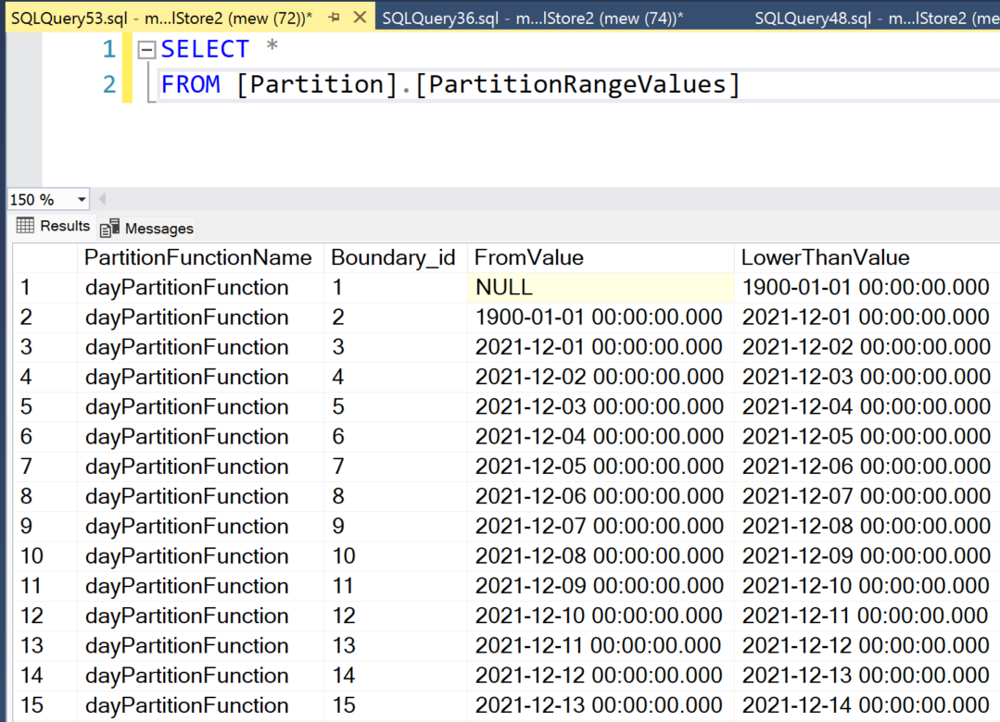 SQLQuery53.sql - m...lStore2 (mew (72))* SQLQuery36.sql - m...lStore2 (mew (74))* SQLQuery48.sql - m...lStore2 (me
1 SELECT *
2 FROM [Partition].[PartitionRangeValues]
150 %
Results Messages
PartitionFunctionName Boundary_id FromValue LowerThanValue
1 dayPartitionFunction 1 NULL 1900-01-01 00:00:00.000
2 dayPartitionFunction 2 1900-01-01 00:00:00.000 2021-12-01 00:00:00.000
3 dayPartitionFunction 3 2021-12-01 00:00:00.000 2021-12-02 00:00:00.000
4 dayPartitionFunction 4 2021-12-02 00:00:00.000 2021-12-03 00:00:00.000
5 dayPartitionFunction 5 2021-12-03 00:00:00.000 2021-12-04 00:00:00.000
6 dayPartitionFunction 6 2021-12-04 00:00:00.000 2021-12-05 00:00:00.000
7 dayPartitionFunction 7 2021-12-05 00:00:00.000 2021-12-06 00:00:00.000
8 dayPartitionFunction 8 2021-12-06 00:00:00.000 2021-12-07 00:00:00.000
9 dayPartitionFunction 9 2021-12-07 00:00:00.000 2021-12-08 00:00:00.000
10 dayPartitionFunction 10 2021-12-08 00:00:00.000 2021-12-09 00:00:00.000
11 dayPartitionFunction 11 2021-12-09 00:00:00.000 2021-12-10 00:00:00.000
12 dayPartitionFunction 12 2021-12-10 00:00:00.000 2021-12-11 00:00:00.000
13 dayPartitionFunction 13 2021-12-11 00:00:00.000 2021-12-12 00:00:00.000
14 dayPartitionFunction 14 2021-12-12 00:00:00.000 2021-12-13 00:00:00.000
15 dayPartitionFunction 15 2021-12-13 00:00:00.000 2021-12-14 00:00:00.000